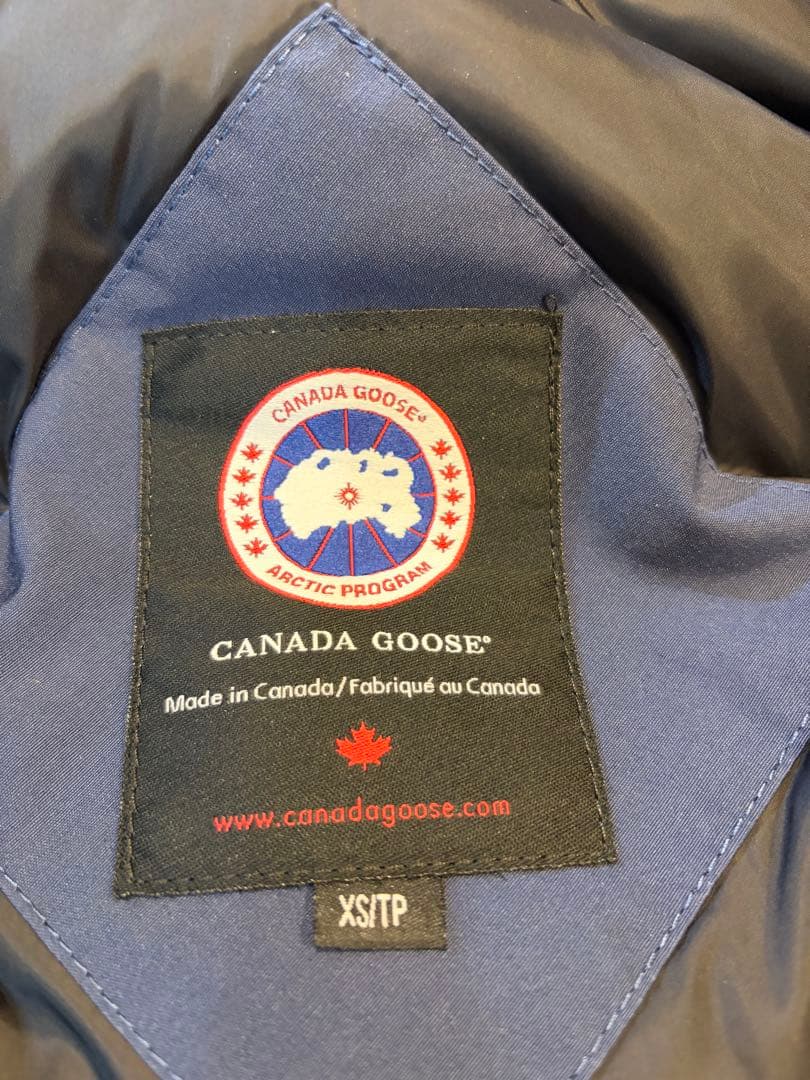 CANADA GOOSE®
ARCTIC PROGRAM
CANADA GOOSE®
Made in Canada/Fabriqué au Canada
www.canadagoose.com
XS/TP